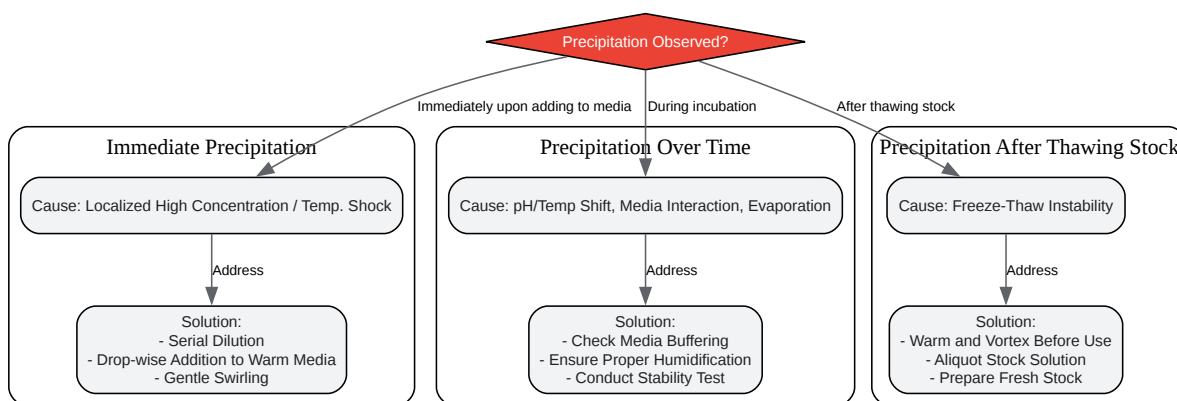 Precipitation Observed?
Immediately upon adding to media
During incubation
After thawing stock
Immediate Precipitation
Cause: Localized High Concentration / Temp. Shock
Address
Solution:
- Serial Dilution
- Drop-wise Addition to Warm Media
- Gentle Swirling
Precipitation Over Time
Cause: pH/Temp Shift, Media Interaction, Evaporation
Address
Solution:
- Check Media Buffering
- Ensure Proper Humidification
- Conduct Stability Test
Precipitation After Thawing Stock
Cause: Freeze-Thaw Instability
Address
Solution:
- Warm and Vortex Before Use
- Aliquot Stock Solution
- Prepare Fresh Stock